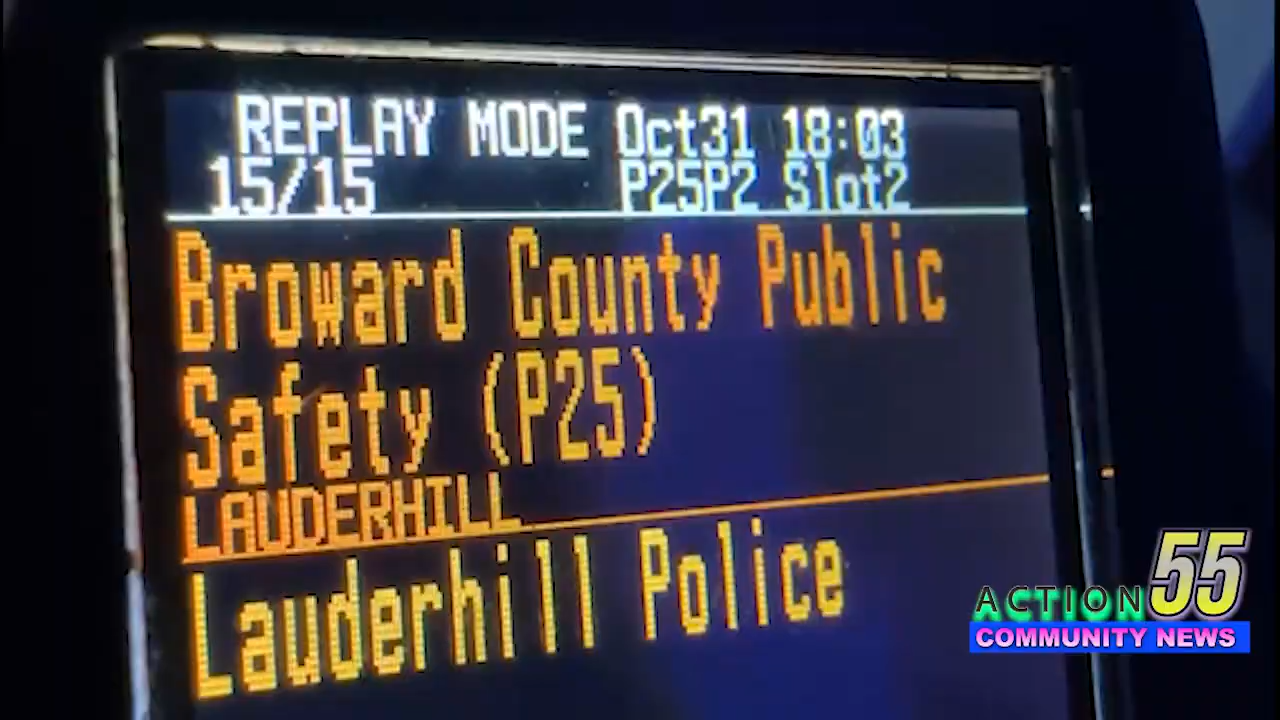 REPLAY MODE Oct31 18:03
15/15 P25P2 Slot2
Broward County Public
Safety (P25)
LAUDERHILL
Lauderhill Police
ACTION 55
COMMUNITY NEWS